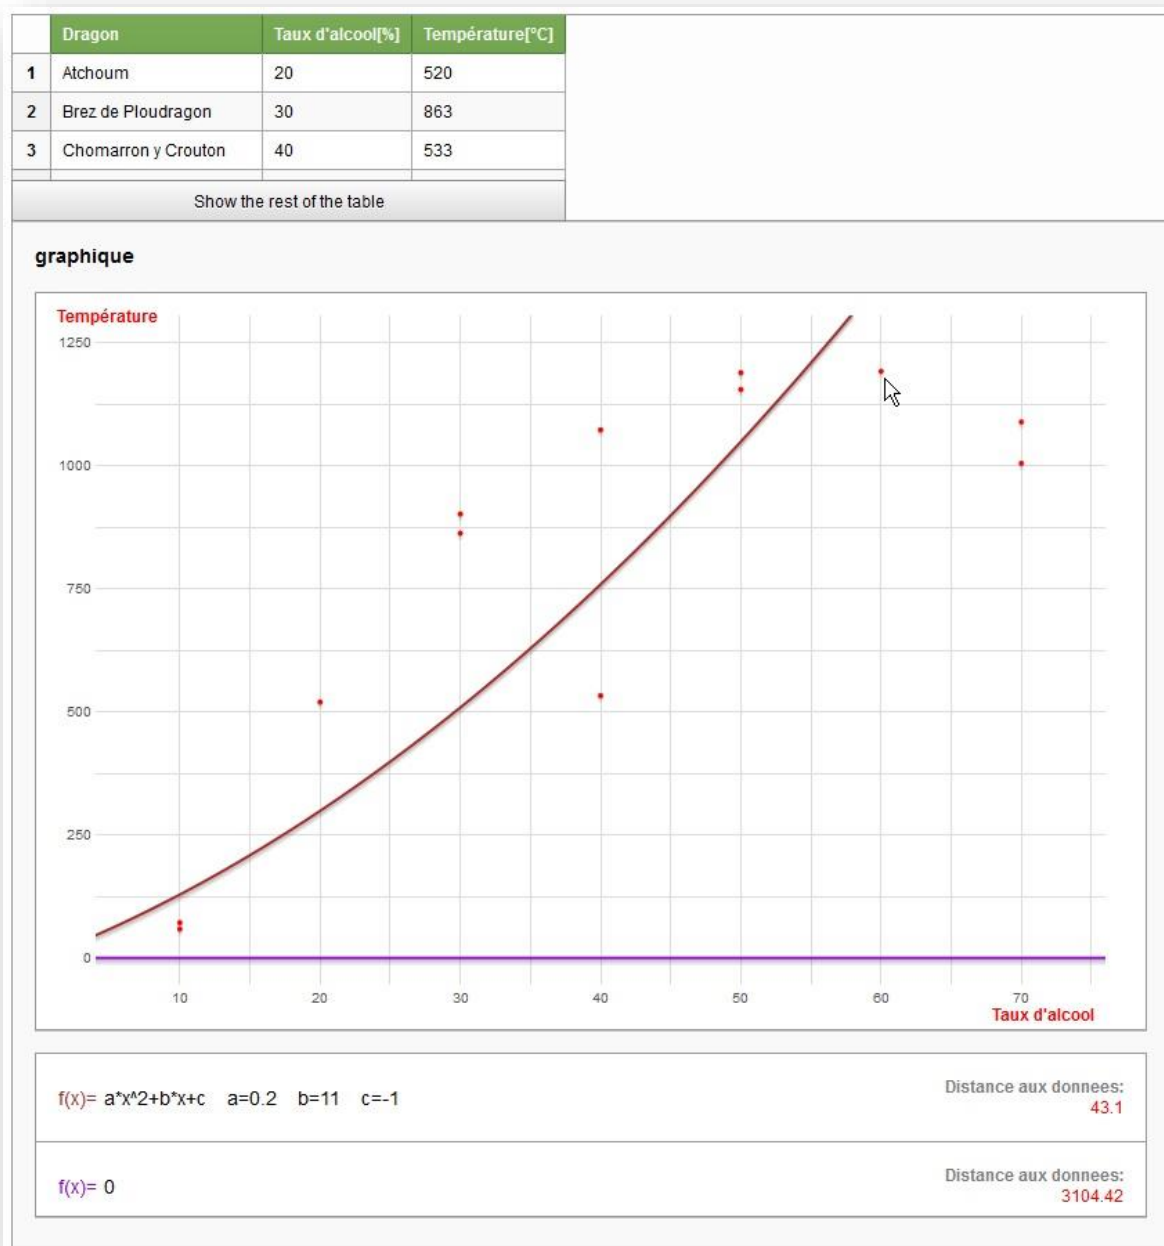 Dragon Taux d'alcool[%] Température[°C]
1 Atchoum 20 520
2 Brez de Ploudragon 30 863
3 Chomarron y Crouton 40 533
Show the rest of the table
graphique
Température
1250
1000
750
500
250
0
10 20 30 40 50 60 70
Taux d'alcool
f(x)= a*x^2+b*x+c a=0.2 b=11 c=-1
Distance aux donnees:
43.1
f(x)= 0
Distance aux donnees:
3104.42